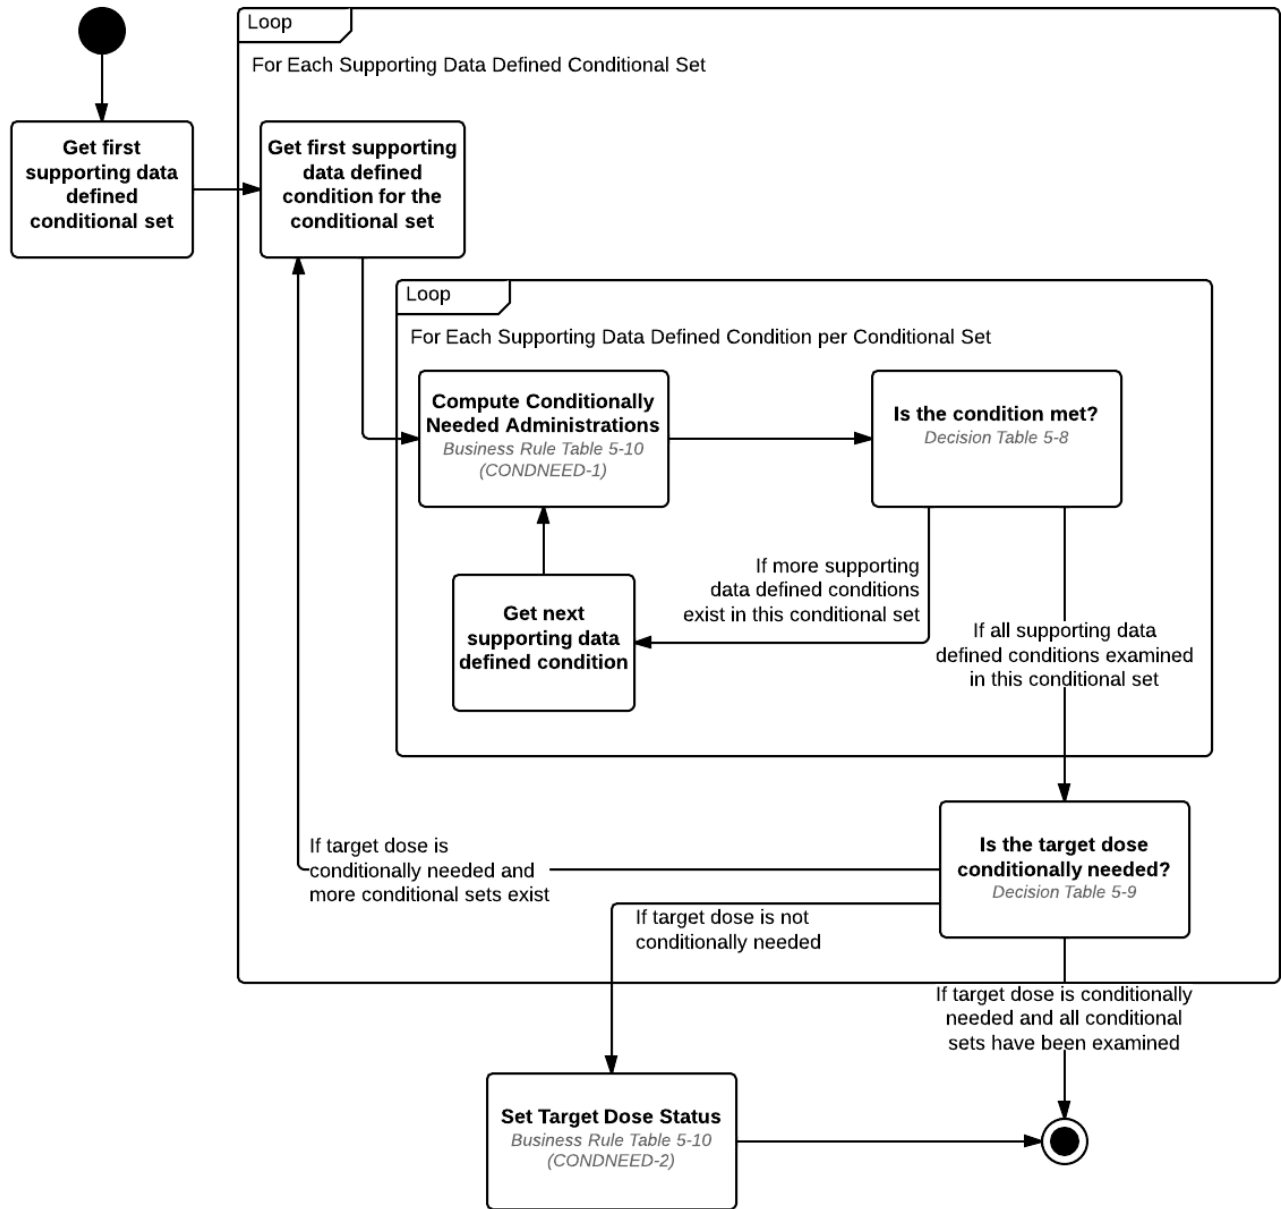 Loop
For Each Supporting Data Defined Conditional Set
Get first
supporting data
defined
conditional set
Get first supporting
data defined
condition for the
conditional set
Loop
For Each Supporting Data Defined Condition per Conditional Set
Compute Conditionally
Needed Administrations
Business Rule Table 5-10
(CONDNEED-1)
Is the condition met?
Decision Table 5-8
If more supporting
data defined conditions
exist in this conditional set
Get next
supporting data
defined condition
If all supporting data
defined conditions examined
in this conditional set
If target dose is
conditionally needed and
more conditional sets exist
Is the target dose
conditionally needed?
Decision Table 5-9
If target dose is not
conditionally needed
If target dose is conditionally
needed and all conditional
sets have been examined
Set Target Dose Status
Business Rule Table 5-10
(CONDNEED-2)